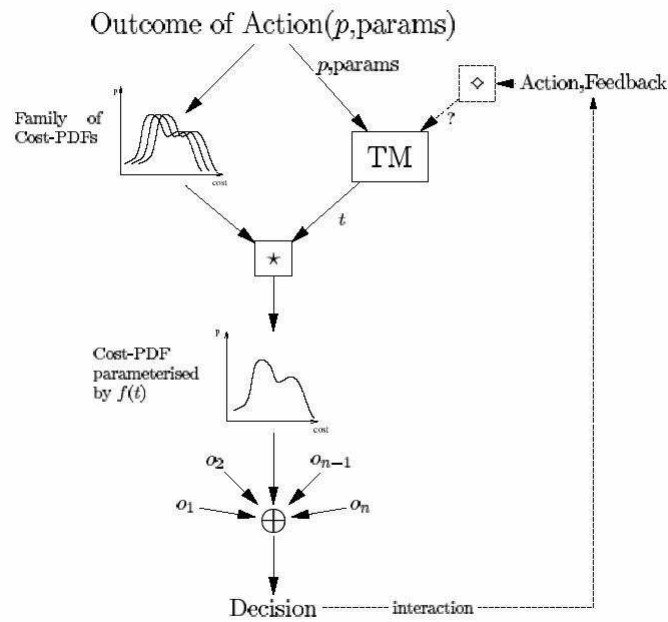 Outcome of Action(p,params)
p,params
◇
Action,Feedback
?
Family of
Cost-PDFs
p
cost
TM
t
⋆
Cost-PDF
parameterised
by f(t)
p
cost
o₂
oₙ₋₁
o₁
⊕
oₙ
Decision
interaction